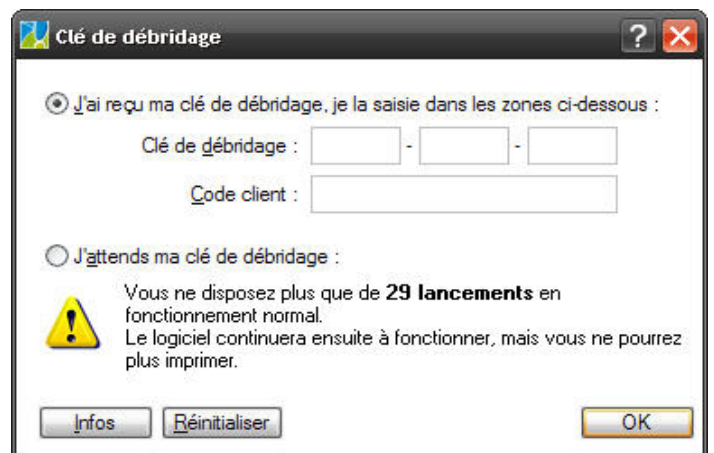 Clé de débridage
J'ai reçu ma clé de débridage, je la saisie dans les zones ci-dessous :
Clé de débridage : - -
Code client :
J'attends ma clé de débridage :
Vous ne disposez plus que de 29 lancements en
fonctionnement normal.
Le logiciel continuera ensuite à fonctionner, mais vous ne pourrez
plus imprimer.
Infos Réinitialiser OK